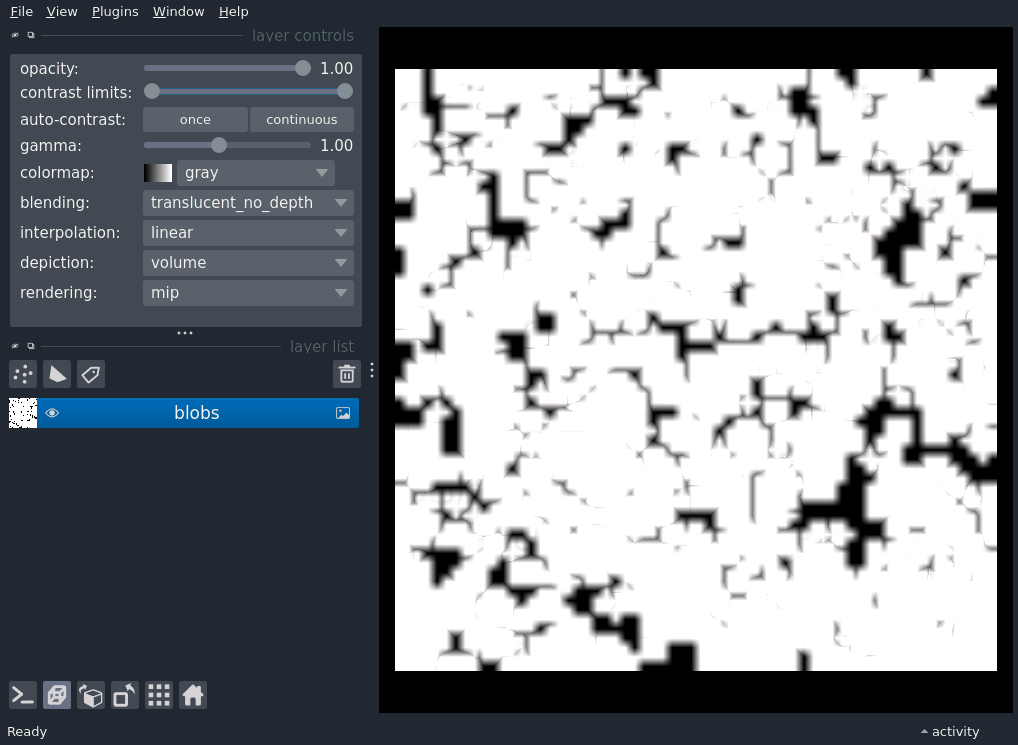 File View Plugins Window Help
layer controls
opacity: 1.00
contrast limits:
auto-contrast: once continuous
gamma: 1.00
colormap: gray
blending: translucent_no_depth
interpolation: linear
depiction: volume
rendering: mip
layer list
blobs
Ready
activity